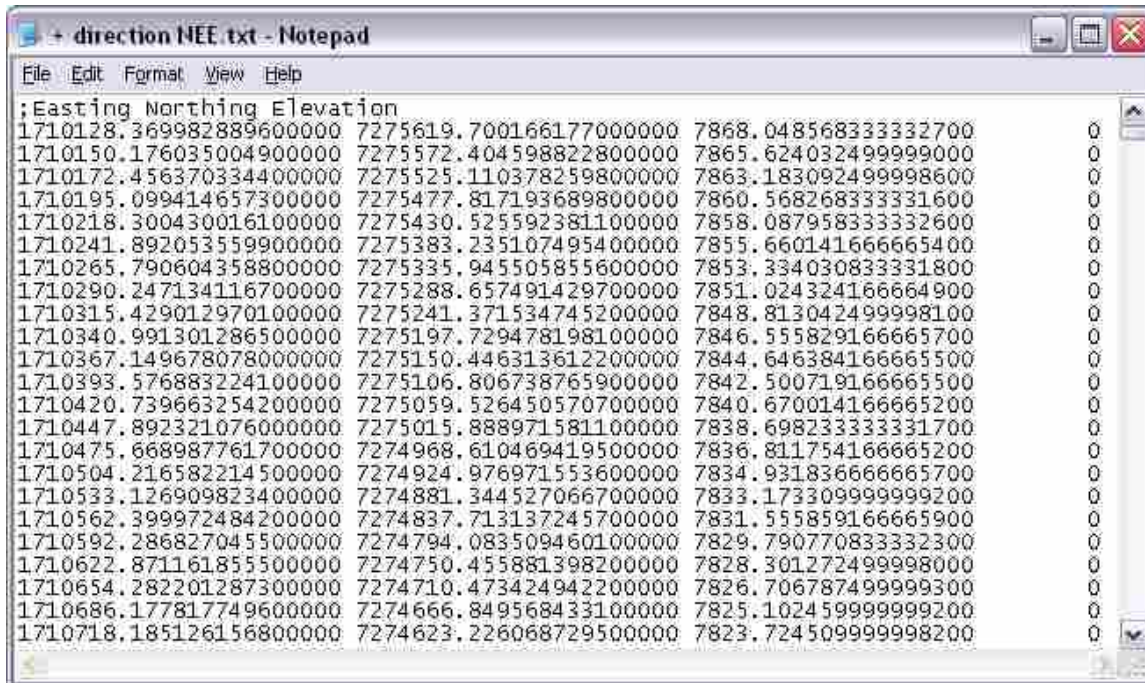 + direction NEE.txt - Notepad
File Edit Format View Help
;Easting Northing Elevation
1710128.369982889600000 7275619.700166177000000 7868.048568333332700 0
1710150.176035004900000 7275572.404598822800000 7865.624032499999000 0
1710172.456370334400000 7275525.110378259800000 7863.183092499998600 0
1710195.099414657300000 7275477.817193689800000 7860.568268333331600 0
1710218.300430016100000 7275430.525592381100000 7858.087958333332600 0
1710241.892053559900000 7275383.235107495400000 7855.660141666665400 0
1710265.790604358800000 7275335.945505855600000 7853.334030833331800 0
1710290.247134116700000 7275288.657491429700000 7851.024324166664900 0
1710315.429012970100000 7275241.371534745200000 7848.813042499998100 0
1710340.991301286500000 7275197.729478198100000 7846.555829166665700 0
1710367.149678078000000 7275150.446313612200000 7844.646384166665500 0
1710393.576883224100000 7275106.806738765900000 7842.500719166665500 0
1710420.739663254200000 7275059.526450570700000 7840.670014166665200 0
1710447.892321076000000 7275015.888971581100000 7838.698233333331700 0
1710475.668987761700000 7274968.610469419500000 7836.811754166665200 0
1710504.216582214500000 7274924.976971553600000 7834.931836666665700 0
1710533.126909823400000 7274881.344527066700000 7833.173309999999200 0
1710562.399972484200000 7274837.713137245700000 7831.555859166665900 0
1710592.286827045500000 7274794.083509460100000 7829.790770833332300 0
1710622.871161855500000 7274750.455881398200000 7828.301272499998000 0
1710654.282201287300000 7274710.473424942200000 7826.706787499999300 0
1710686.177817749600000 7274666.849568433100000 7825.102459999999200 0
1710718.185126156800000 7274623.226068729500000 7823.724509999998200 0